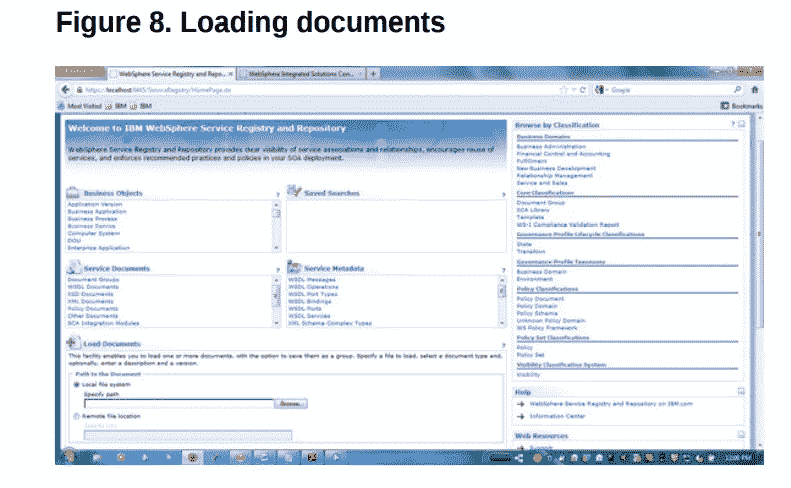 Figure 8. Loading documents
WebSphere Service Registry and Repo...
WebSphere Integrated Solutions Con...
Google
Most Visited IBM IBM
Bookmarks
Welcome to IBM WebSphere Service Registry and Repository
WebSphere Service Registry and Repository provides clear visibility of service associations and relationships, encourages reuse of
services, and enforces recommended practices and policies in your SOA deployment.
Business Objects
Application Version
Business Application
Business Process
Business Service
Computer System
DOU
Enterprise Application
Saved Searches
Service Documents
Document Groups
WSDL Documents
XSD Documents
XML Documents
Policy Documents
Other Documents
SCA Integration Modules
Service Metadata
WSDL Messages
WSDL Operations
WSDL Port Types
WSDL Bindings
WSDL Ports
WSDL Services
XML Schema Complex Types
Load Documents
This facility enables you to load one or more documents, with the option to save them as a group. Specify a file to load, select a document type and,
optionally, enter a description and a version.
Path to the Document
Local file system
Specify path
Browse...
Remote file location
Browse by Classification
Business Domains
Business Administration
Financial Control and Accounting
Fulfillment
New Business Development
Relationship Management
Service and Sales
Core Classifications
Document Group
SCA Library
Template
WS-I Compliance Validation Report
Governance Profile Lifecycle Classifications
State
Transition
Governance Profile Taxonomy
Business Domain
Environment
Policy Classifications
Policy Document
Policy Domain
Policy Schema
Unknown Policy Domain
WS Policy Framework
Policy Set Classifications
Policy
Policy Set
Visibility Classification System
Visibility
Help
WebSphere Service Registry and Repository on IBM.com
Information Center
Web Resources
Support